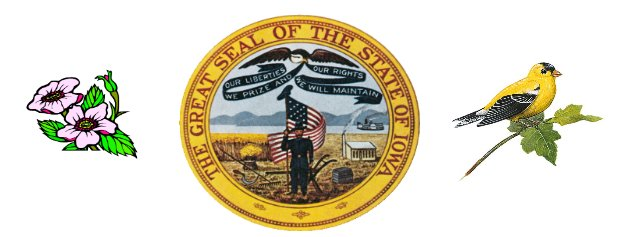 THE GREAT SEAL OF THE STATE OF IOWA
OUR LIBERTIES OUR RIGHTS
WE PRIZE AND WE WILL MAINTAIN